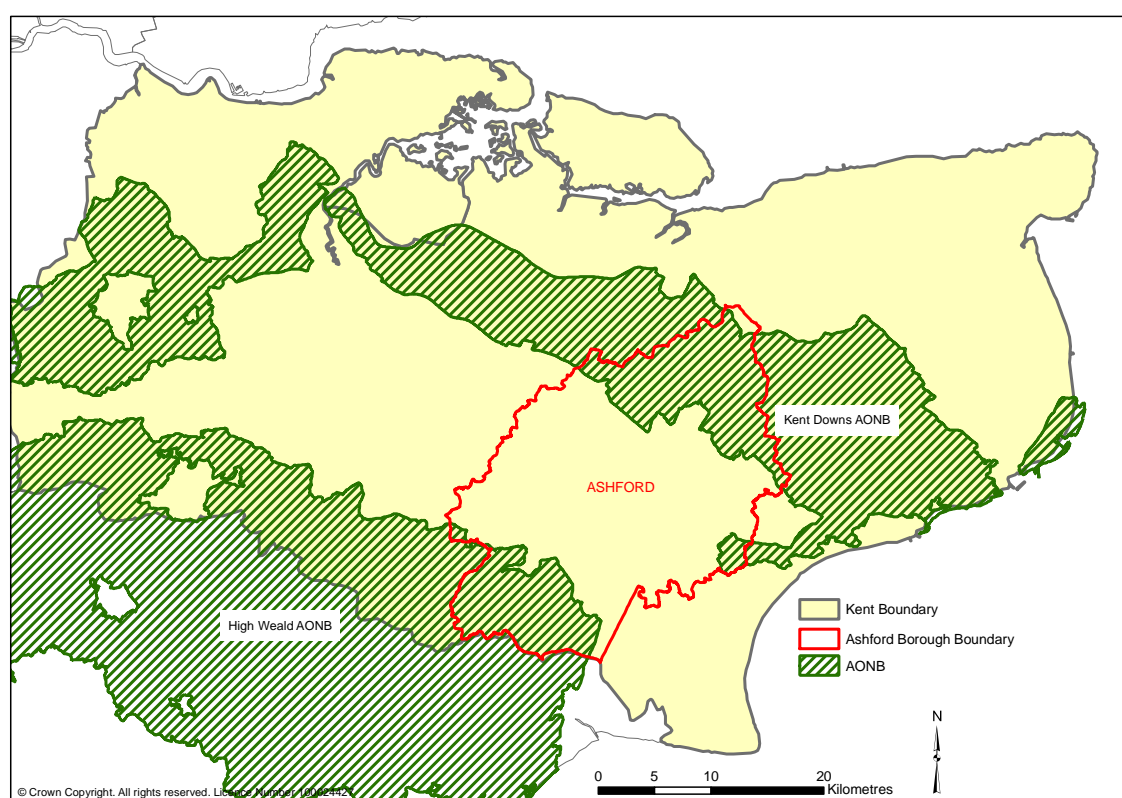 Kent Downs AONB
ASHFORD
High Weald AONB
Kent Boundary
Ashford Borough Boundary
AONB
N
0 5 10 20
Kilometres
© Crown Copyright. All rights reserved. Licence Number 100024427